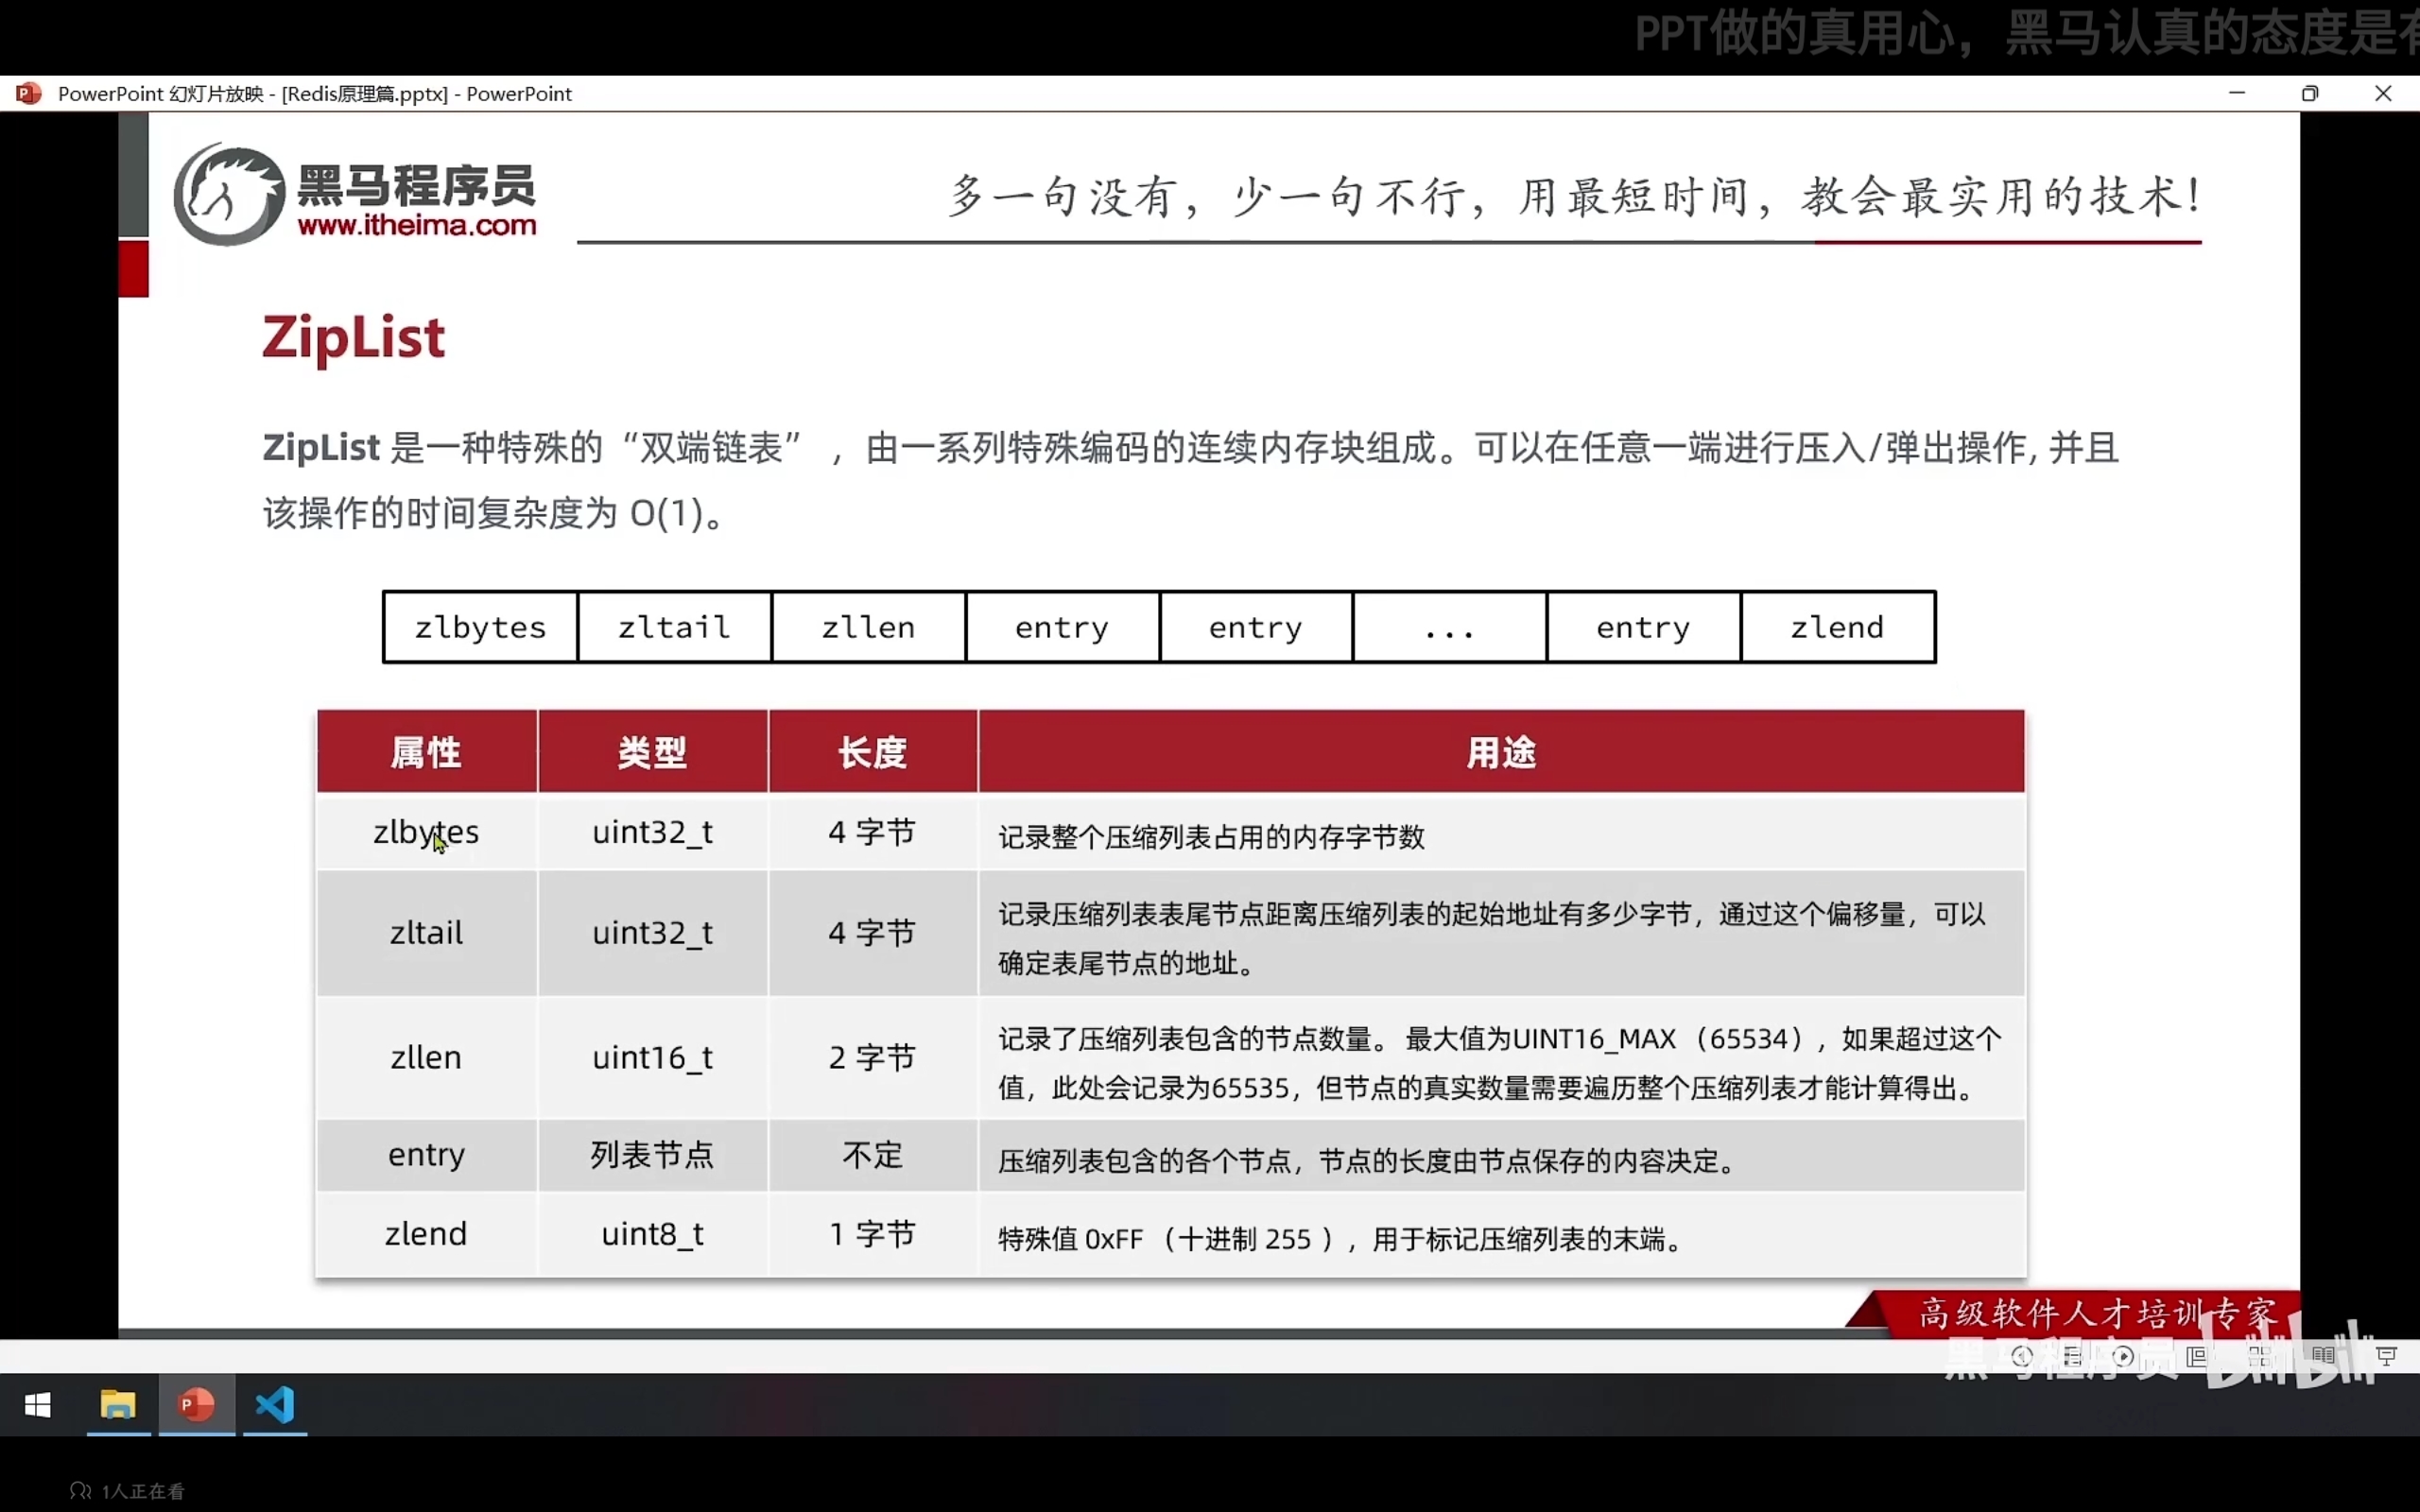 PPT做的真用心，黑马认真的态度是有
PowerPoint 幻灯片放映 - [Redis原理篇.pptx] - PowerPoint
黑马程序员
www.itheima.com
多一句没有，少一句不行，用最短时间，教会最实用的技术！
ZipList
ZipList 是一种特殊的“双端链表” ，由一系列特殊编码的连续内存块组成。可以在任意一端进行压入/弹出操作, 并且
该操作的时间复杂度为 O(1)。
zlbytes zltail zllen entry entry ... entry zlend
属性 类型 长度 用途
zlbytes uint32_t 4 字节 记录整个压缩列表占用的内存字节数
zltail uint32_t 4 字节 记录压缩列表表尾节点距离压缩列表的起始地址有多少字节，通过这个偏移量，可以
确定表尾节点的地址。
zllen uint16_t 2 字节 记录了压缩列表包含的节点数量。 最大值为UINT16_MAX （65534），如果超过这个
值，此处会记录为65535，但节点的真实数量需要遍历整个压缩列表才能计算得出。
entry 列表节点 不定 压缩列表包含的各个节点，节点的长度由节点保存的内容决定。
zlend uint8_t 1 字节 特殊值 0xFF （十进制 255 ），用于标记压缩列表的末端。
高级软件人才培训专家
黑马程序员 bilibili
1人正在看